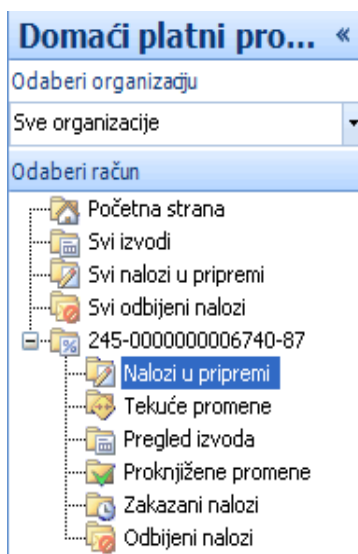 Domaći platni pro... «
Odaberi organizaciju
Sve organizacije
Odaberi račun
Početna strana
Svi izvodi
Svi nalozi u pripremi
Svi odbijeni nalozi
245-0000000006740-87
Nalozi u pripremi
Tekuće promene
Pregled izvoda
Proknjižene promene
Zakazani nalozi
Odbijeni nalozi